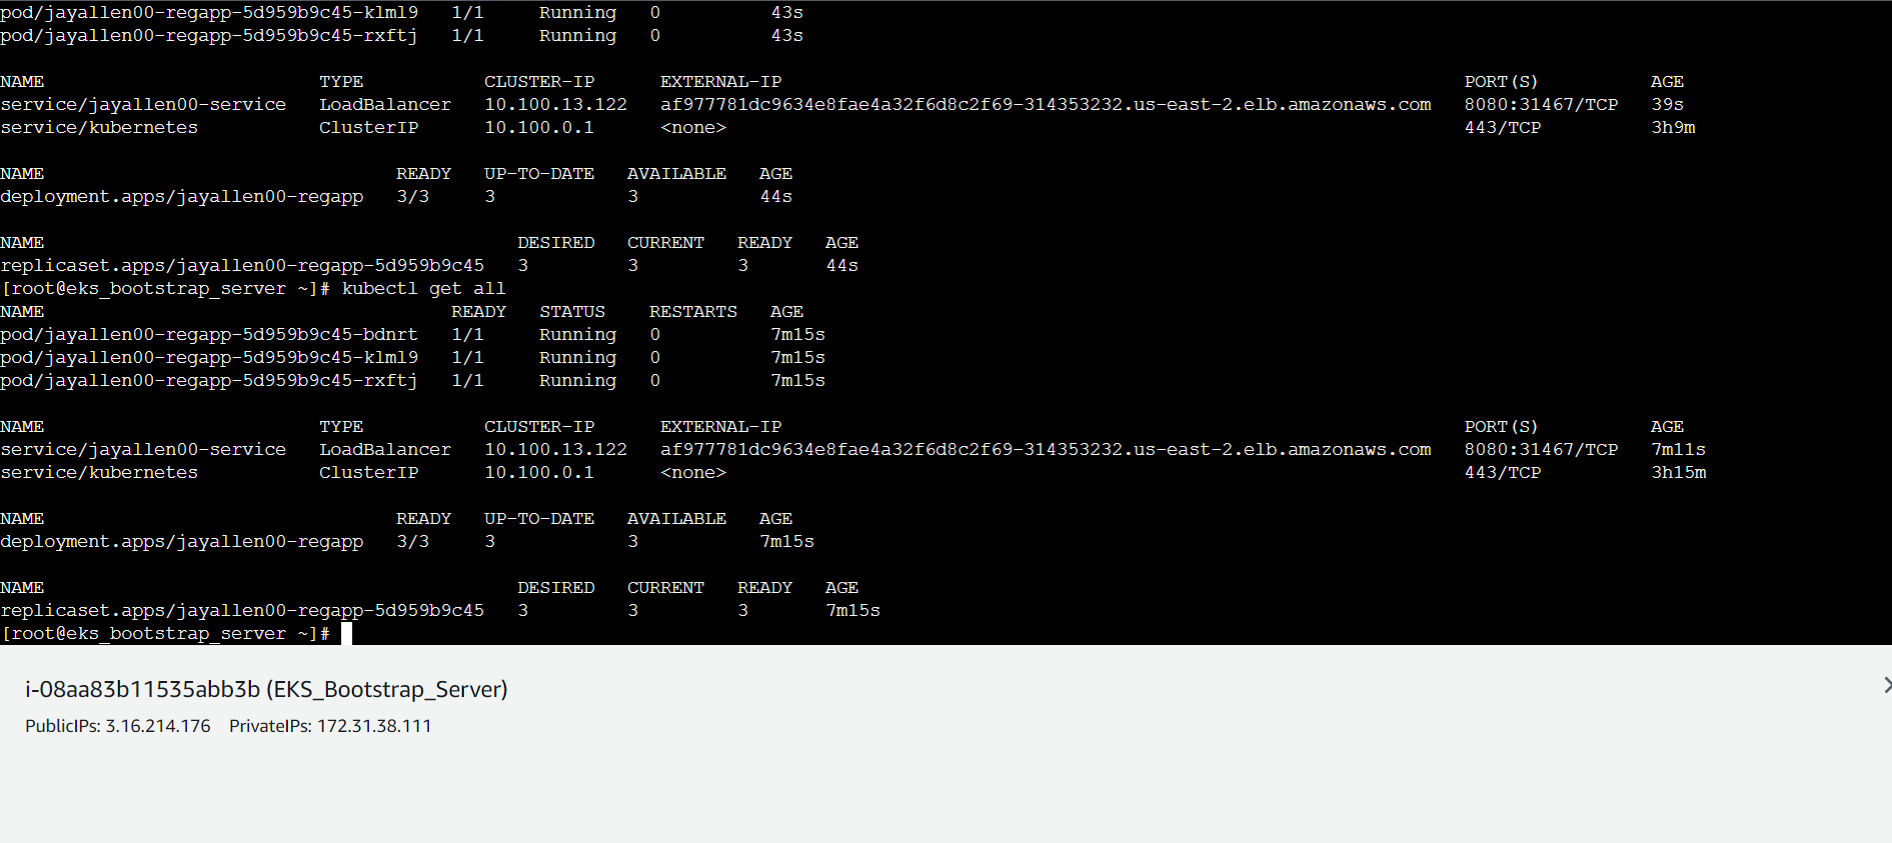 pod/jayallen00-regapp-5d959b9c45-klml9   1/1     Running   0          43s
pod/jayallen00-regapp-5d959b9c45-rxftj   1/1     Running   0          43s
NAME                         TYPE           CLUSTER-IP      EXTERNAL-IP                                                              PORT(S)          AGE
service/jayallen00-service   LoadBalancer   10.100.13.122   af977781dc9634e8fae4a32f6d8c2f69-314353232.us-east-2.elb.amazonaws.com   8080:31467/TCP   39s
service/kubernetes           ClusterIP      10.100.0.1      <none>                                                                   443/TCP          3h9m
NAME                                READY   UP-TO-DATE   AVAILABLE   AGE
deployment.apps/jayallen00-regapp   3/3     3            3           44s
NAME                                           DESIRED   CURRENT   READY   AGE
replicaset.apps/jayallen00-regapp-5d959b9c45   3         3         3       44s
[root@eks_bootstrap_server ~]# kubectl get all
NAME                                     READY   STATUS    RESTARTS   AGE
pod/jayallen00-regapp-5d959b9c45-bdnrt   1/1     Running   0          7m15s
pod/jayallen00-regapp-5d959b9c45-klml9   1/1     Running   0          7m15s
pod/jayallen00-regapp-5d959b9c45-rxftj   1/1     Running   0          7m15s
NAME                         TYPE           CLUSTER-IP      EXTERNAL-IP                                                              PORT(S)          AGE
service/jayallen00-service   LoadBalancer   10.100.13.122   af977781dc9634e8fae4a32f6d8c2f69-314353232.us-east-2.elb.amazonaws.com   8080:31467/TCP   7m11s
service/kubernetes           ClusterIP      10.100.0.1      <none>                                                                   443/TCP          3h15m
NAME                                READY   UP-TO-DATE   AVAILABLE   AGE
deployment.apps/jayallen00-regapp   3/3     3            3           7m15s
NAME                                           DESIRED   CURRENT   READY   AGE
replicaset.apps/jayallen00-regapp-5d959b9c45   3         3         3       7m15s
[root@eks_bootstrap_server ~]#
i-08aa83b11535abb3b (EKS_Bootstrap_Server)
PublicIPs: 3.16.214.176    PrivateIPs: 172.31.38.111